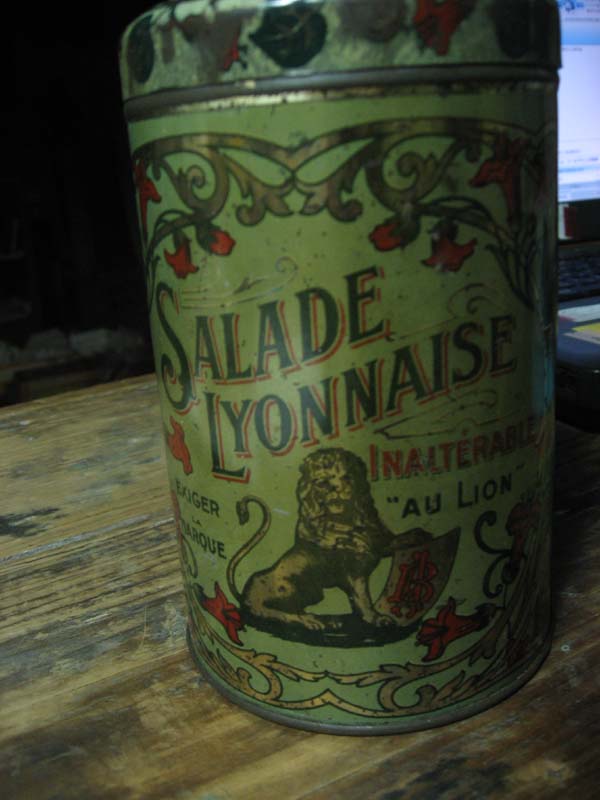 SALADE
LYONNAISE
INALTÉRABLE
"AU LION"
EXIGER
LA
MARQUE